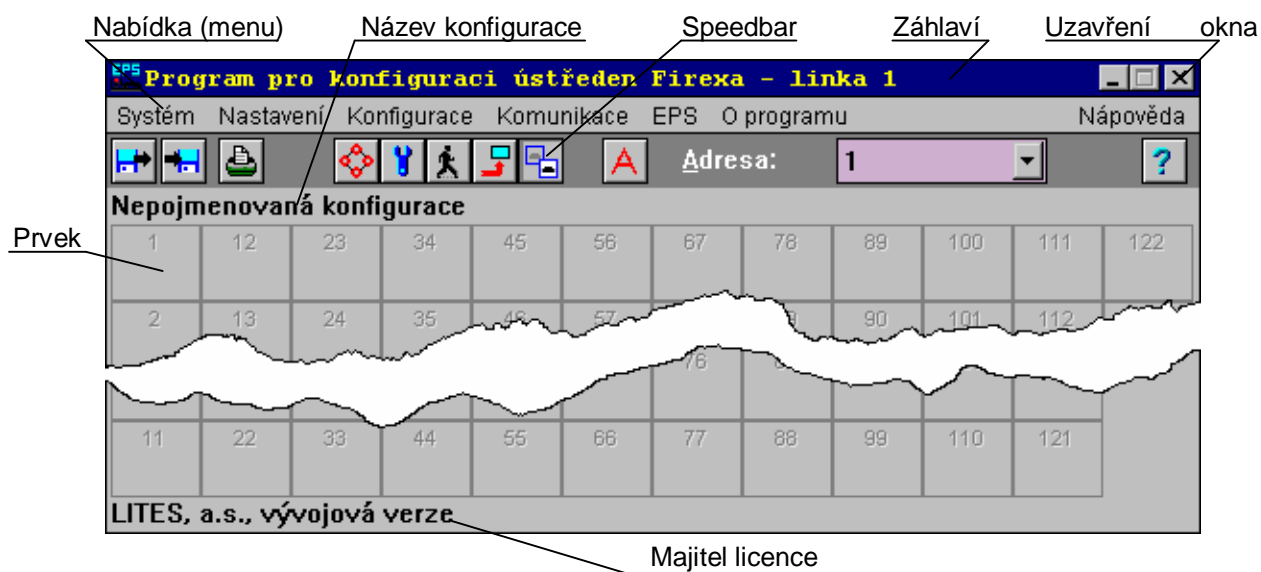 Nabídka (menu) Název konfigurace Speedbar Záhlaví Uzavření okna
EPS Program pro konfiguraci ústředen Firexa - linka 1
Systém Nastavení Konfigurace Komunikace EPS O programu Nápověda
A Adresa: 1 ?
Nepojmenovaná konfigurace
Prvek
1 12 23 34 45 56 67 78 89 100 111 122
2 13 24 35 46 57 90 101 112
76
11 22 33 44 55 66 77 88 99 110 121
LITES, a.s., vývojová verze
Majitel licence